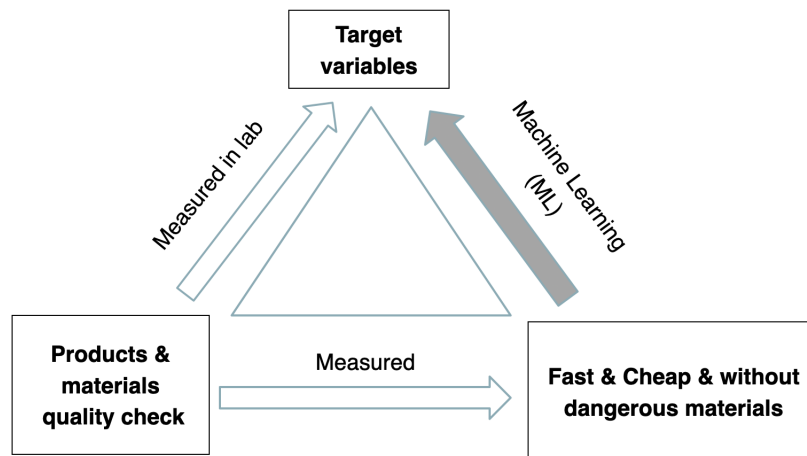 Target
variables
Measured in lab
Machine Learning
(ML)
Products &
materials
quality check
Measured
Fast & Cheap & without
dangerous materials